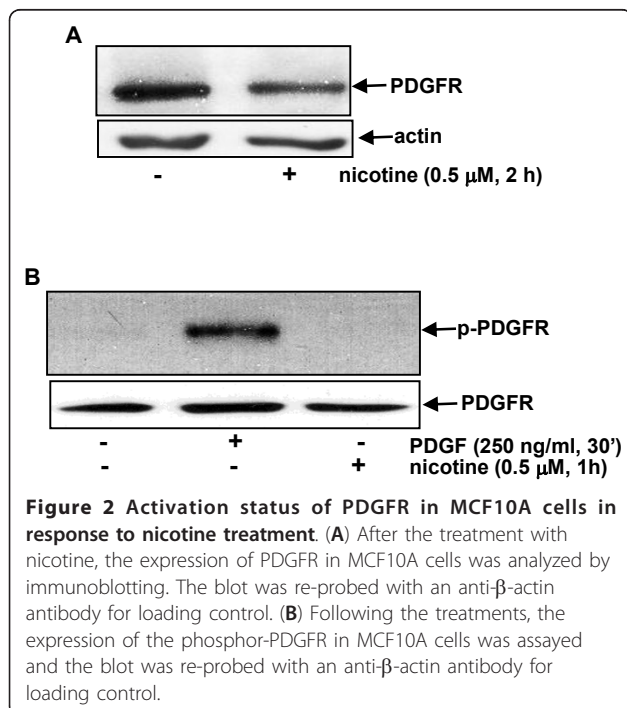 A
PDGFR
actin
- + nicotine (0.5 μM, 2 h)
B
p-PDGFR
PDGFR
- + - PDGF (250 ng/ml, 30')
- - + nicotine (0.5 μM, 1h)
Figure 2 Activation status of PDGFR in MCF10A cells in
response to nicotine treatment. (A) After the treatment with
nicotine, the expression of PDGFR in MCF10A cells was analyzed by
immunoblotting. The blot was re-probed with an anti-β-actin
antibody for loading control. (B) Following the treatments, the
expression of the phosphor-PDGFR in MCF10A cells was assayed
and the blot was re-probed with an anti-β-actin antibody for
loading control.